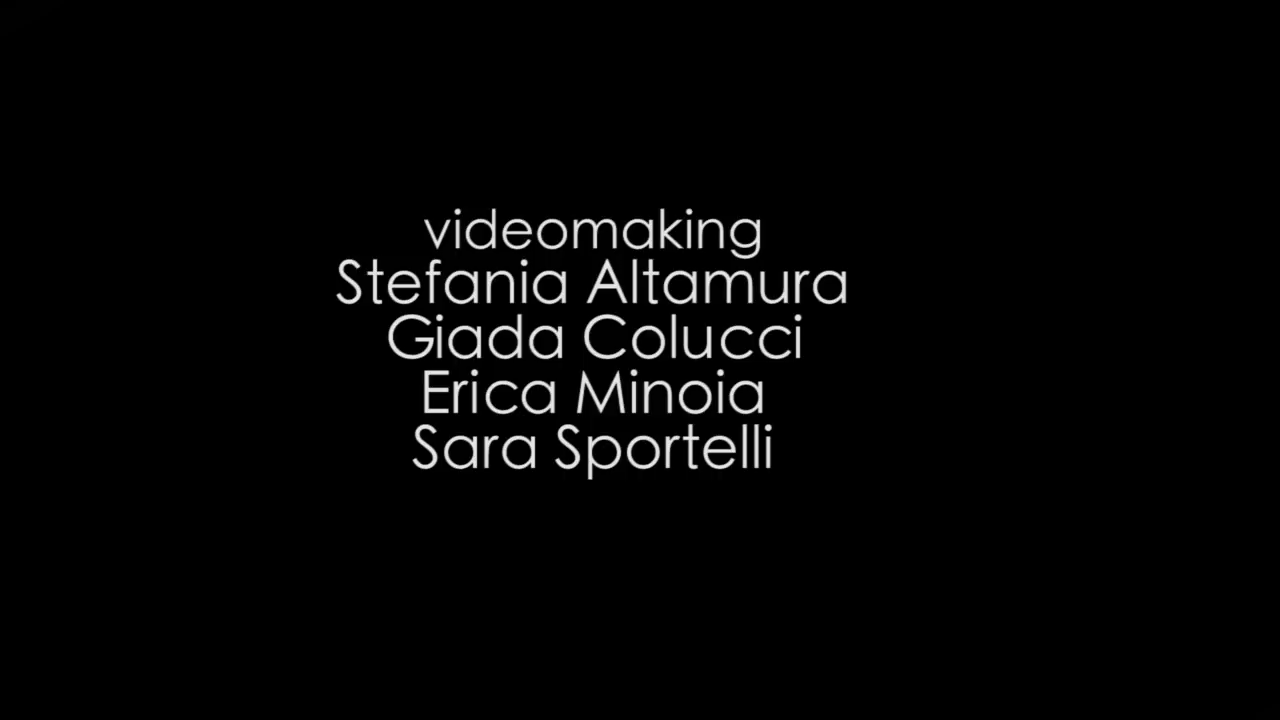 videomaking
Stefania Altamura
Giada Colucci
Erica Minoia
Sara Sportelli